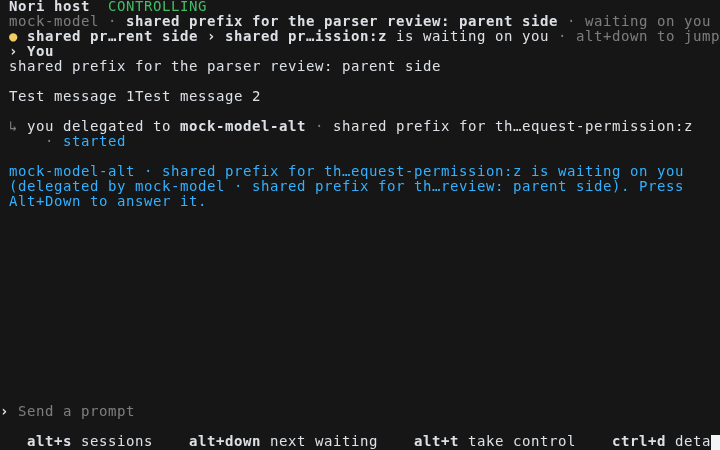 Nori host  CONTROLLING
mock-model · shared prefix for the parser review: parent side · waiting on you
● shared pr…rent side › shared pr…ission:z is waiting on you · alt+down to jump
› You
shared prefix for the parser review: parent side
Test message 1Test message 2
↳ you delegated to mock-model-alt · shared prefix for th…equest-permission:z
· started
mock-model-alt · shared prefix for th…equest-permission:z is waiting on you
(delegated by mock-model · shared prefix for th…review: parent side). Press
Alt+Down to answer it.
› Send a prompt
alt+s sessions    alt+down next waiting    alt+t take control    ctrl+d deta